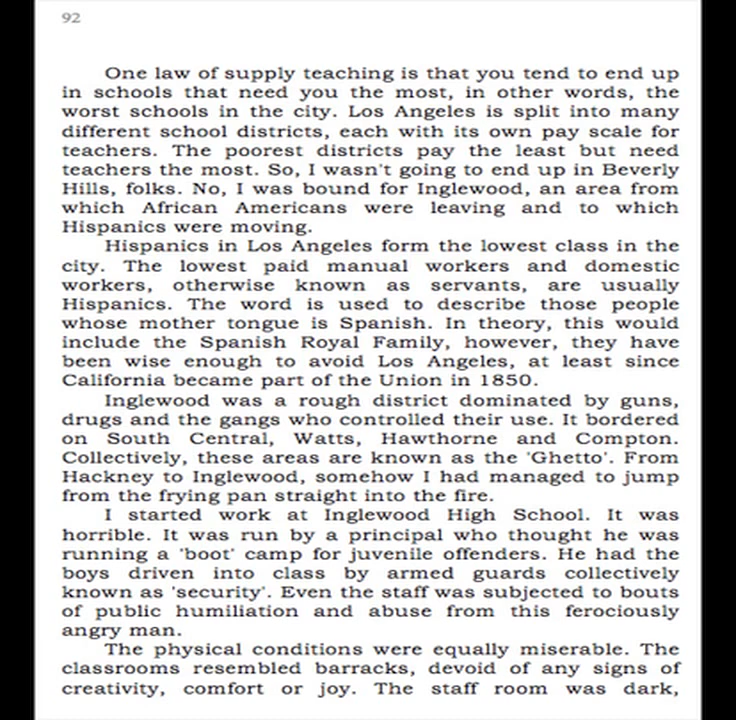 92
One law of supply teaching is that you tend to end up
in schools that need you the most, in other words, the
worst schools in the city. Los Angeles is split into many
different school districts, each with its own pay scale for
teachers. The poorest districts pay the least but need
teachers the most. So, I wasn't going to end up in Beverly
Hills, folks. No, I was bound for Inglewood, an area from
which African Americans were leaving and to which
Hispanics were moving.
Hispanics in Los Angeles form the lowest class in the
city. The lowest paid manual workers and domestic
workers, otherwise known as servants, are usually
Hispanics. The word is used to describe those people
whose mother tongue is Spanish. In theory, this would
include the Spanish Royal Family, however, they have
been wise enough to avoid Los Angeles, at least since
California became part of the Union in 1850.
Inglewood was a rough district dominated by guns,
drugs and the gangs who controlled their use. It bordered
on South Central, Watts, Hawthorne and Compton.
Collectively, these areas are known as the 'Ghetto'. From
Hackney to Inglewood, somehow I had managed to jump
from the frying pan straight into the fire.
I started work at Inglewood High School. It was
horrible. It was run by a principal who thought he was
running a 'boot' camp for juvenile offenders. He had the
boys driven into class by armed guards collectively
known as 'security'. Even the staff was subjected to bouts
of public humiliation and abuse from this ferociously
angry man.
The physical conditions were equally miserable. The
classrooms resembled barracks, devoid of any signs of
creativity, comfort or joy. The staff room was dark,